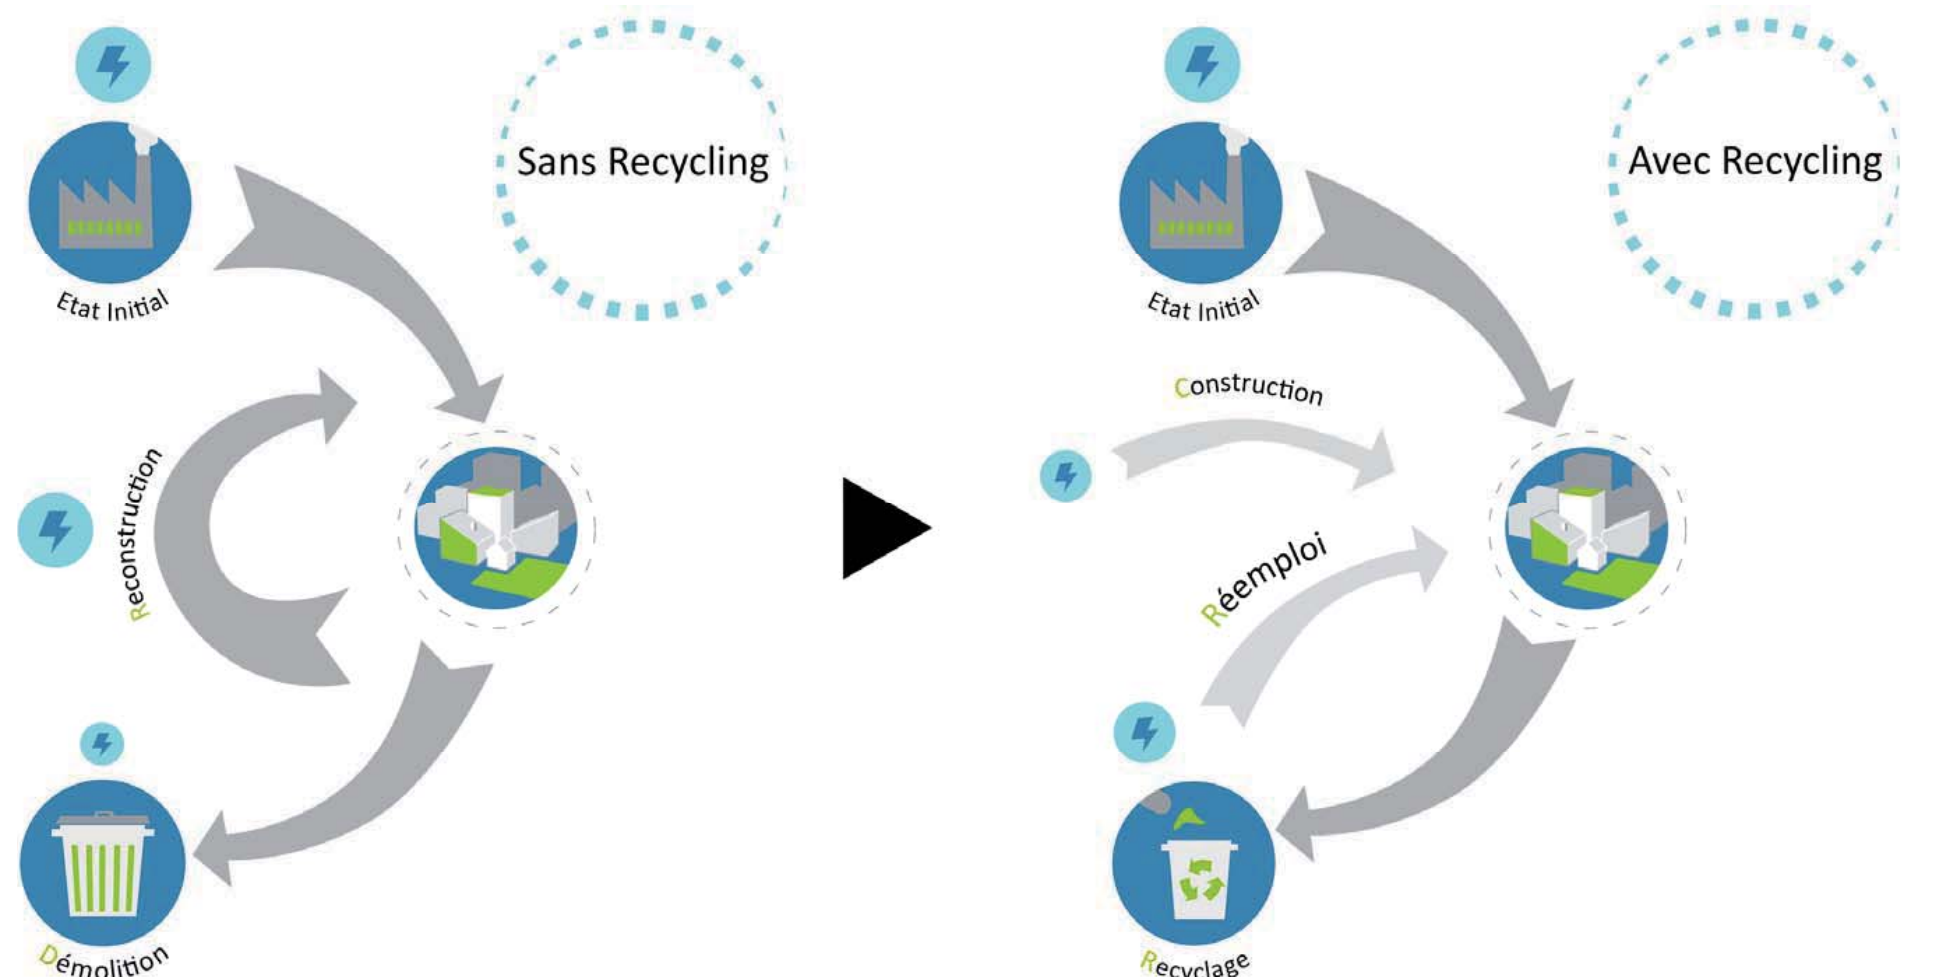 Sans Recycling
Etat Initial
Reconstruction
Démolition
Avec Recycling
Etat Initial
Construction
Réemploi
Recyclage